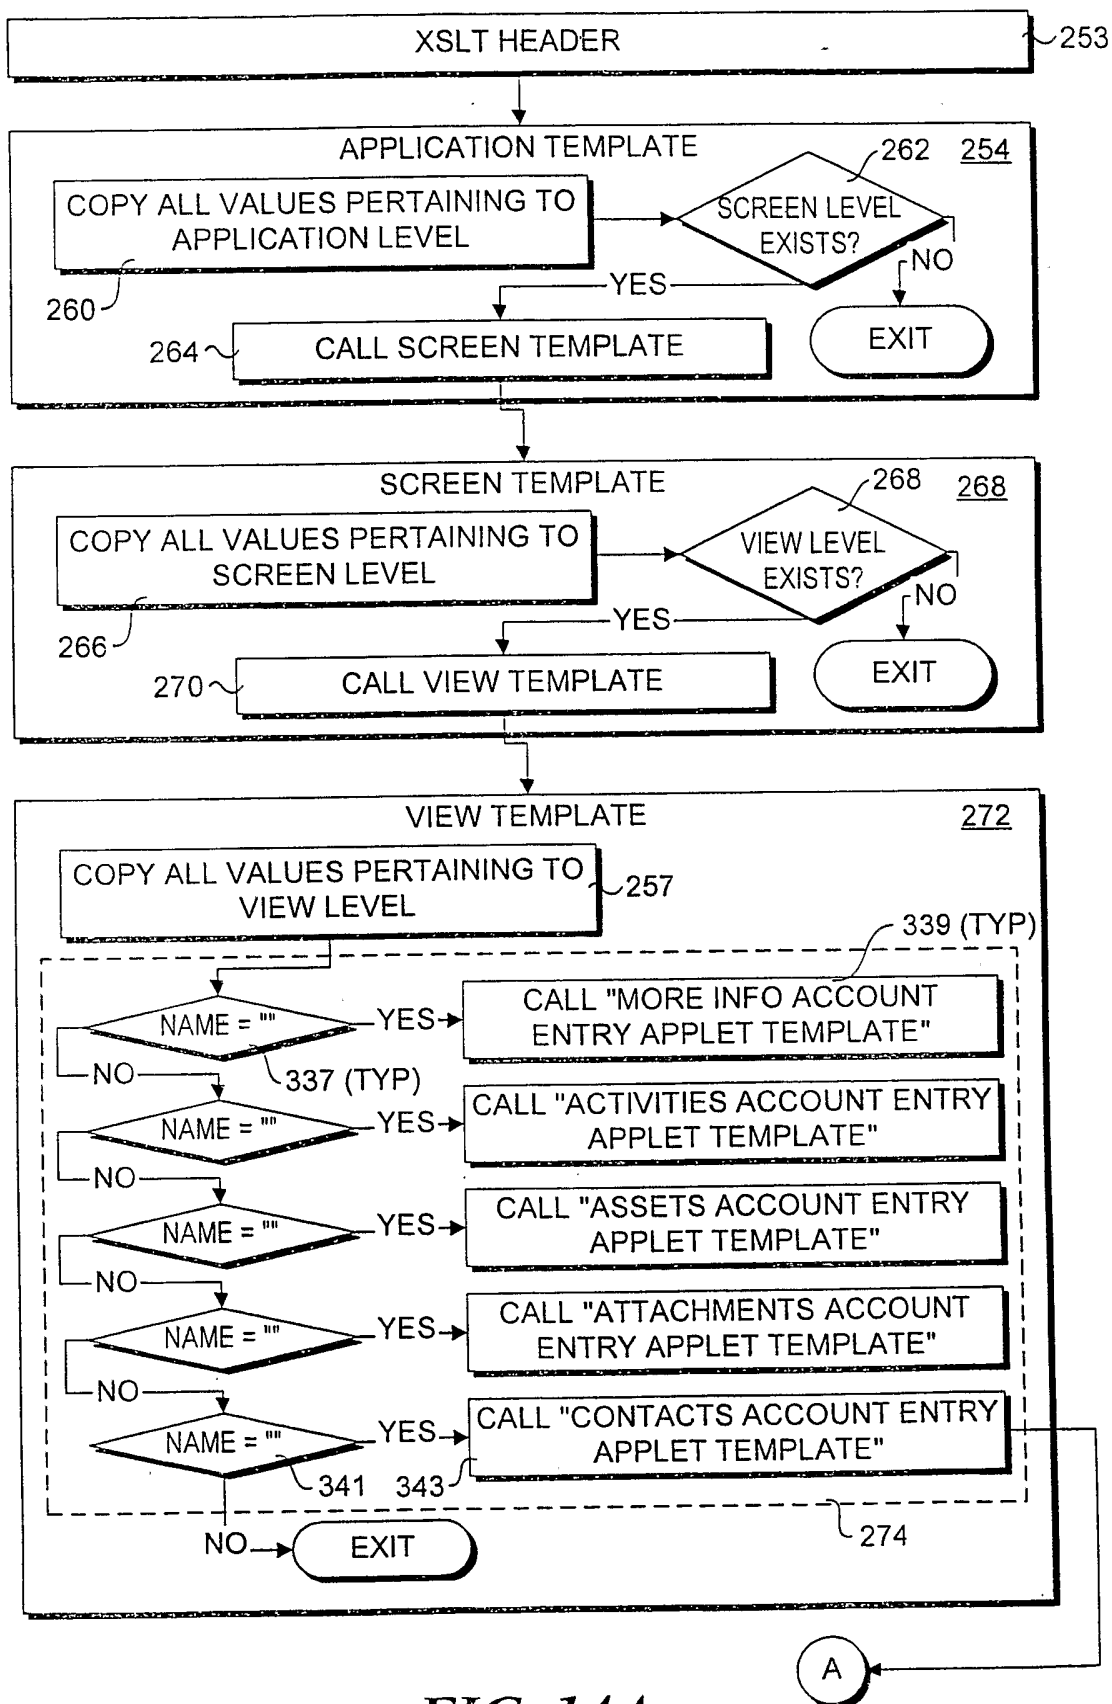 XSLT HEADER
253
APPLICATION TEMPLATE
262
254
COPY ALL VALUES PERTAINING TO
APPLICATION LEVEL
SCREEN LEVEL
EXISTS?
NO
260
YES
264
CALL SCREEN TEMPLATE
EXIT
SCREEN TEMPLATE
268
268
COPY ALL VALUES PERTAINING TO
SCREEN LEVEL
VIEW LEVEL
EXISTS?
NO
266
YES
270
CALL VIEW TEMPLATE
EXIT
VIEW TEMPLATE
272
COPY ALL VALUES PERTAINING TO
VIEW LEVEL
257
339 (TYP)
NAME = ""
YES
CALL "MORE INFO ACCOUNT
ENTRY APPLET TEMPLATE"
NO
337 (TYP)
NAME = ""
YES
CALL "ACTIVITIES ACCOUNT ENTRY
APPLET TEMPLATE"
NO
NAME = ""
YES
CALL "ASSETS ACCOUNT ENTRY
APPLET TEMPLATE"
NO
NAME = ""
YES
CALL "ATTACHMENTS ACCOUNT
ENTRY APPLET TEMPLATE"
NO
NAME = ""
YES
CALL "CONTACTS ACCOUNT ENTRY
APPLET TEMPLATE"
341
343
274
NO
EXIT
A
FIG. 14A